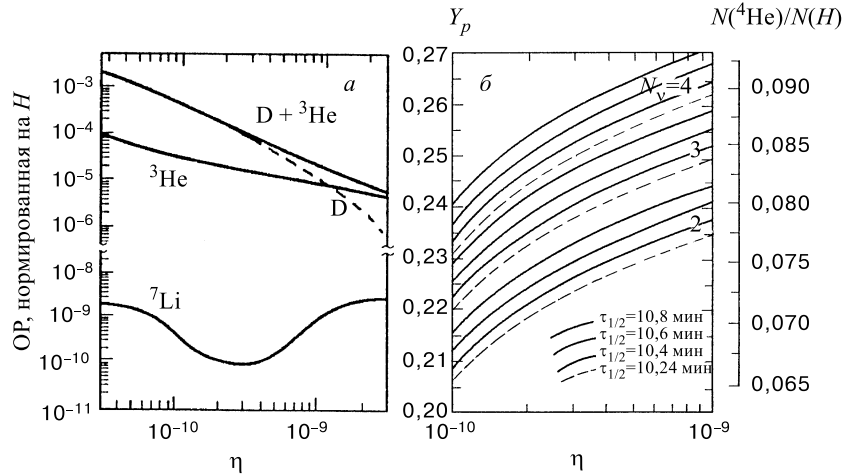 Y_p
N(⁴He)/N(H)
ОР, нормированная на H
10⁻³
10⁻⁴
10⁻⁵
10⁻⁶
10⁻⁸
10⁻⁹
10⁻¹⁰
10⁻¹¹
а
D + ³He
³He
D
⁷Li
10⁻¹⁰
10⁻⁹
η
0,27
0,26
0,25
0,24
0,23
0,22
0,21
0,20
б
N_ν=4
3
2
τ₁/₂=10,8 мин
τ₁/₂=10,6 мин
τ₁/₂=10,4 мин
τ₁/₂=10,24 мин
10⁻¹⁰
10⁻⁹
η
0,090
0,085
0,080
0,075
0,070
0,065